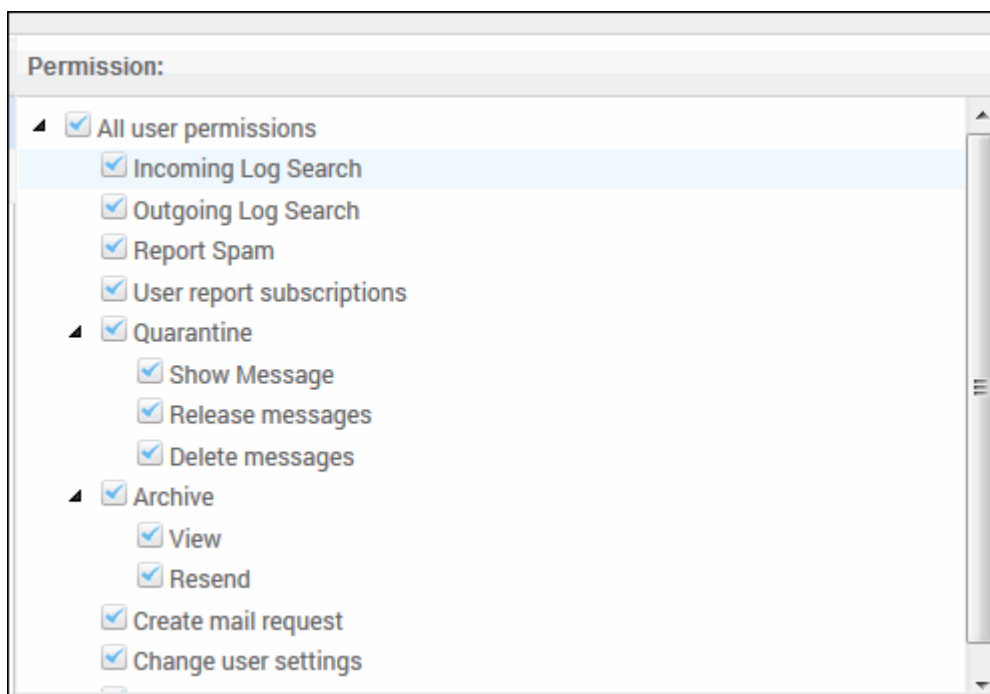 Permission:
All user permissions
Incoming Log Search
Outgoing Log Search
Report Spam
User report subscriptions
Quarantine
Show Message
Release messages
Delete messages
Archive
View
Resend
Create mail request
Change user settings